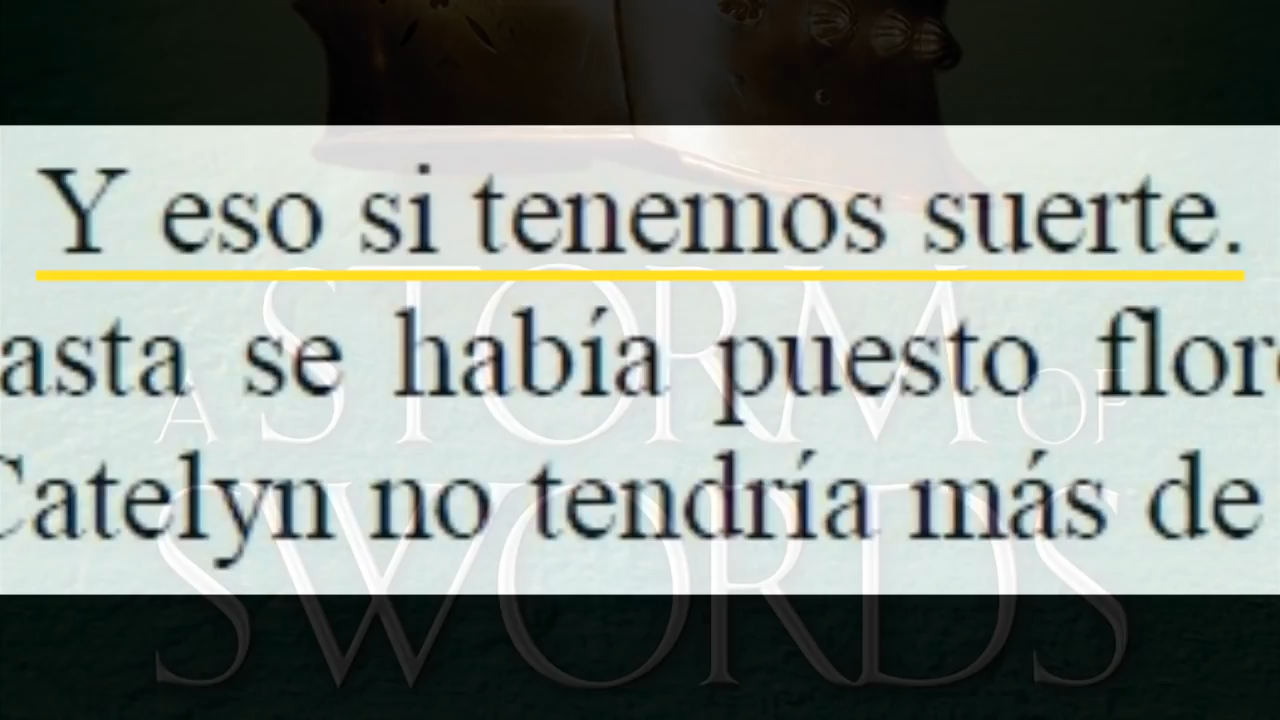 Y eso si tenemos suerte.
asta se había puesto flor
Catelyn no tendría más de
A STORM OF
SWORDS